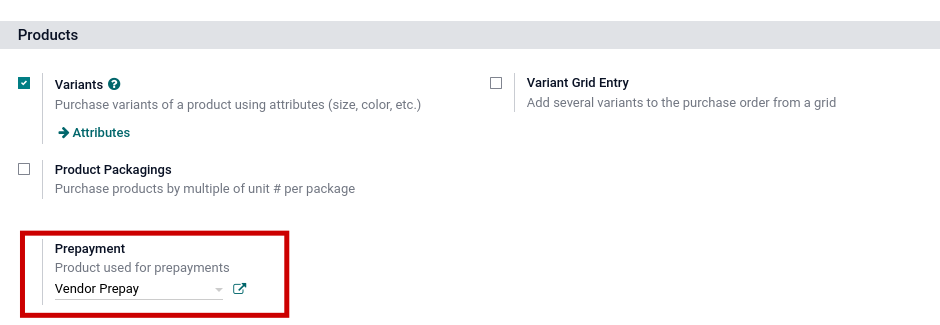 Products
Variants ?
Purchase variants of a product using attributes (size, color, etc.)
Attributes
Variant Grid Entry
Add several variants to the purchase order from a grid
Product Packagings
Purchase products by multiple of unit # per package
Prepayment
Product used for prepayments
Vendor Prepay